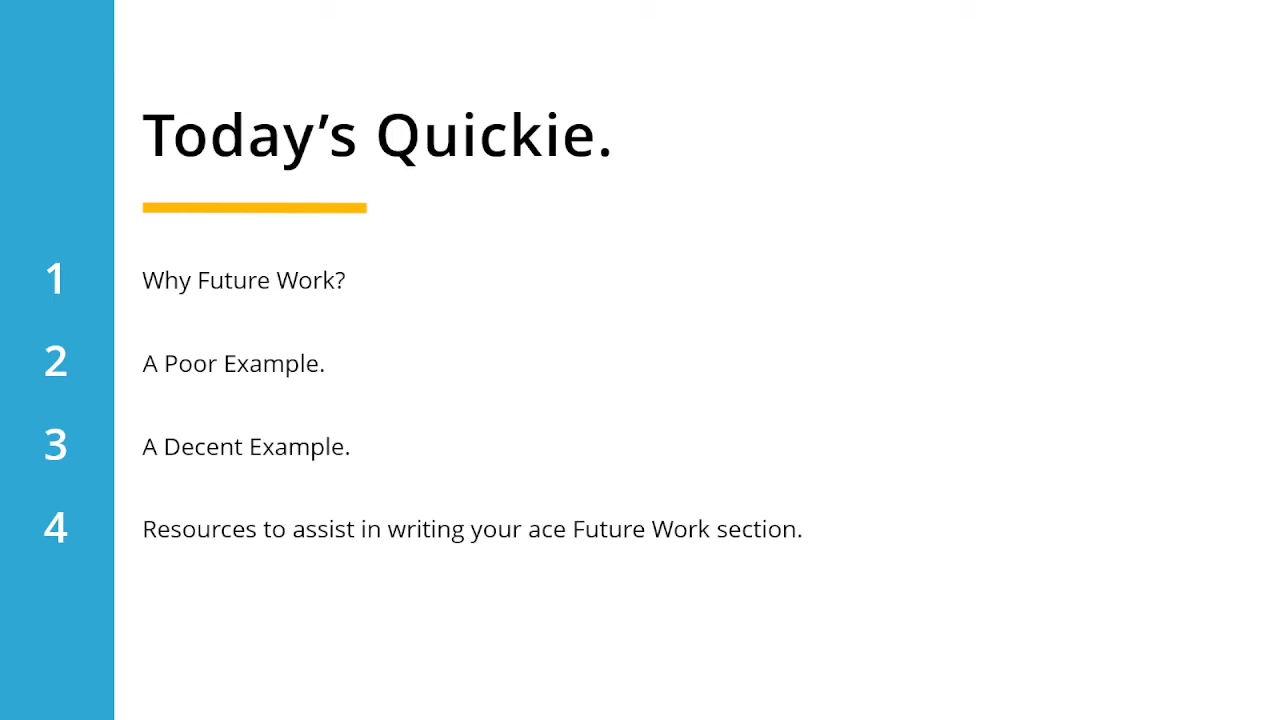 Today’s Quickie.
1 Why Future Work?
2 A Poor Example.
3 A Decent Example.
4 Resources to assist in writing your ace Future Work section.